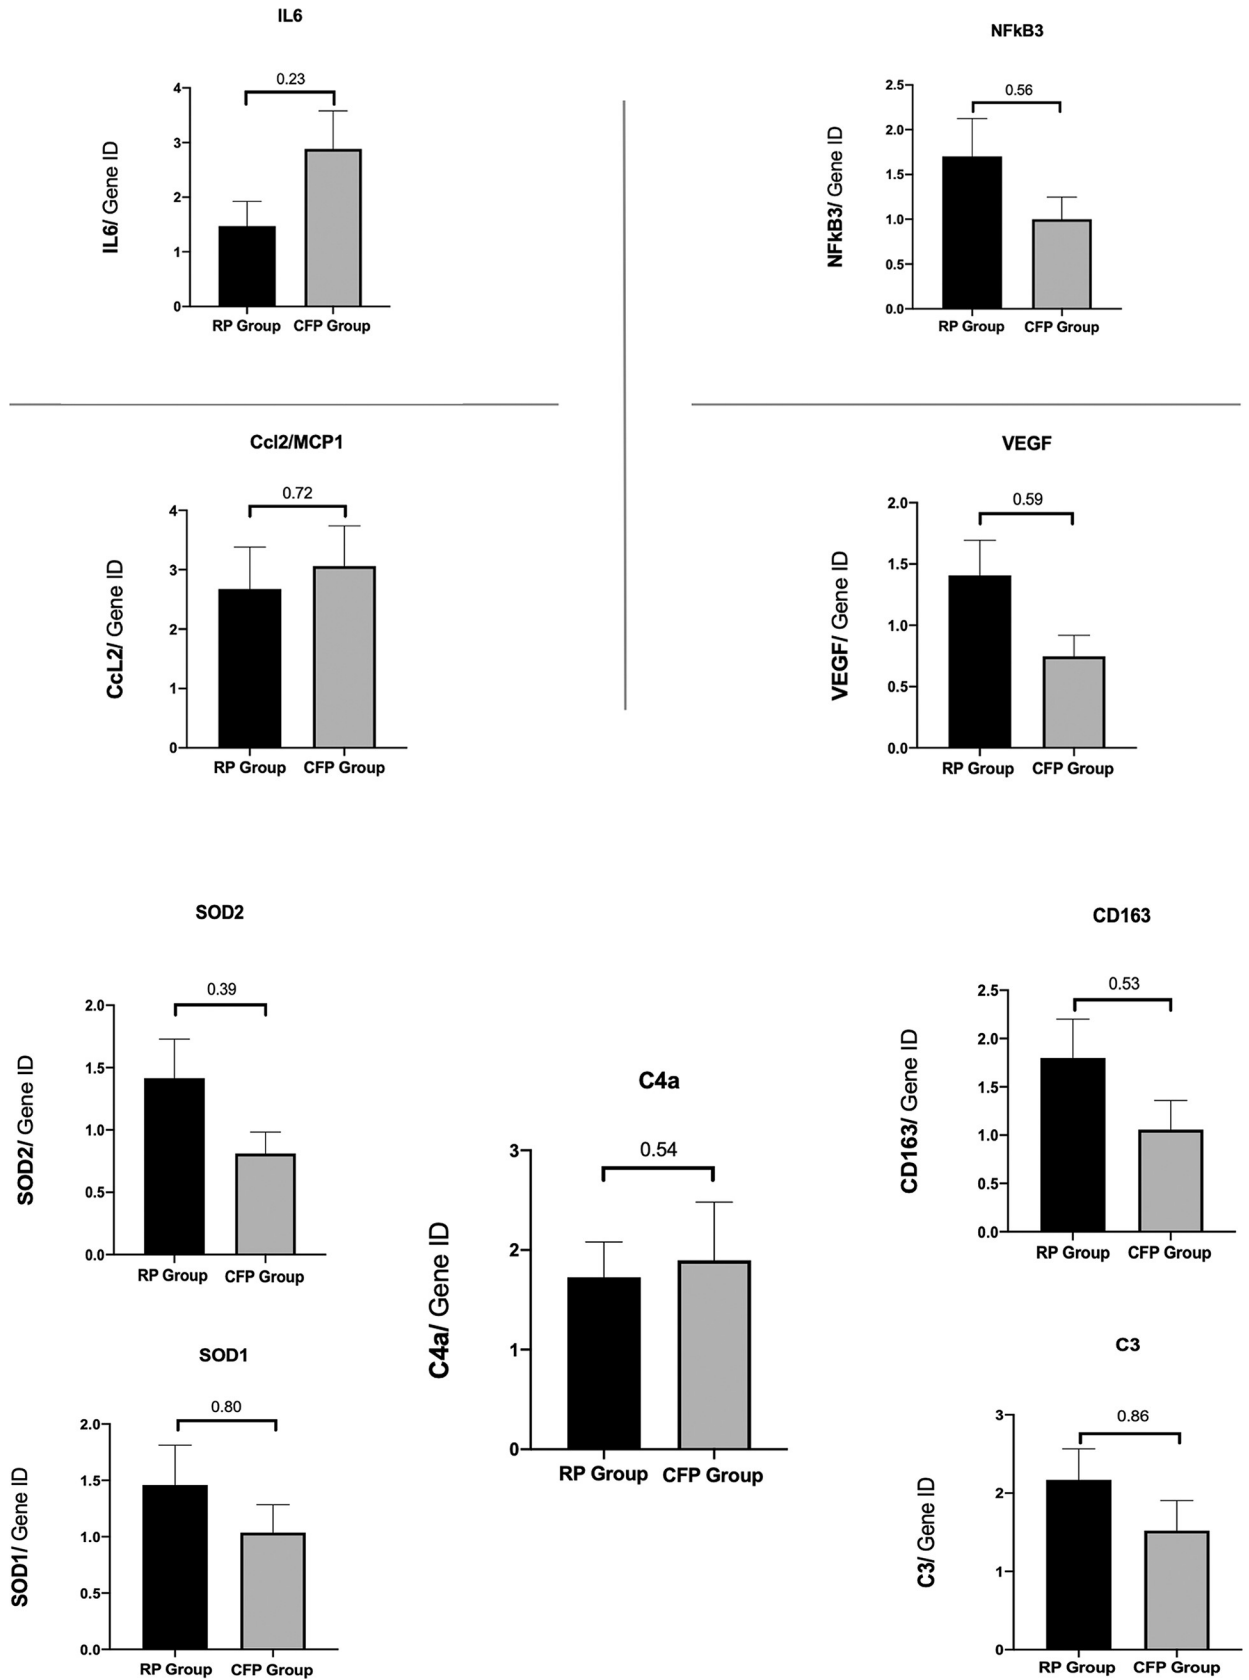 IL6
0.23
4
3
2
1
0
IL6/ Gene ID
RP Group CFP Group
NFkB3
0.56
2.5
2.0
1.5
1.0
0.5
0.0
NFkB3/ Gene ID
RP Group CFP Group
Ccl2/MCP1
0.72
4
3
2
1
0
CcL2/ Gene ID
RP Group CFP Group
VEGF
0.59
2.0
1.5
1.0
0.5
0.0
VEGF/ Gene ID
RP Group CFP Group
SOD2
0.39
2.0
1.5
1.0
0.5
0.0
SOD2/ Gene ID
RP Group CFP Group
C4a
0.54
3
2
1
0
C4a/ Gene ID
RP Group CFP Group
CD163
0.53
2.5
2.0
1.5
1.0
0.5
0.0
CD163/ Gene ID
RP Group CFP Group
SOD1
0.80
2.0
1.5
1.0
0.5
0.0
SOD1/ Gene ID
RP Group CFP Group
C3
0.86
3
2
1
0
C3/ Gene ID
RP Group CFP Group